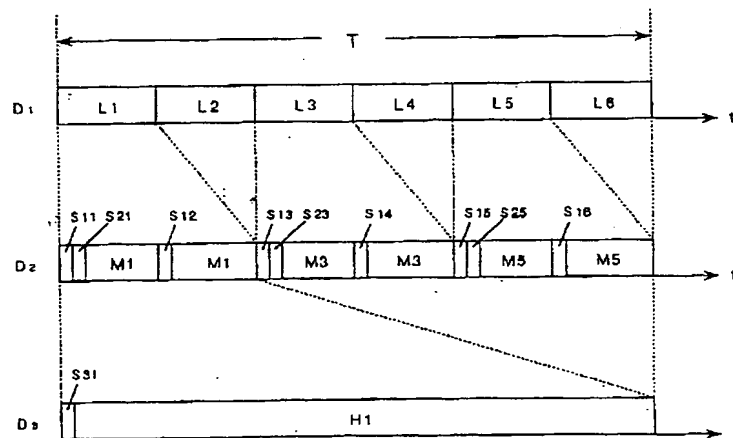 T
D1 L1 L2 L3 L4 L5 L6 t
S11 S21 S12 S13 S23 S14 S15 S25 S16
D2 M1 M1 M3 M3 M5 M5 t
S31
D3 H1